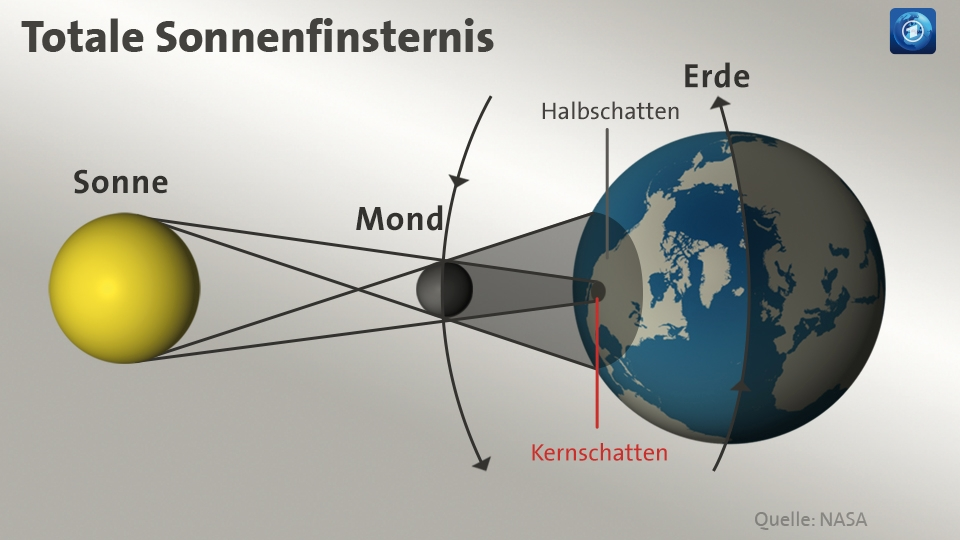 Totale Sonnenfinsternis
Erde
Halbschatten
Sonne
Mond
Kernschatten
Quelle: NASA